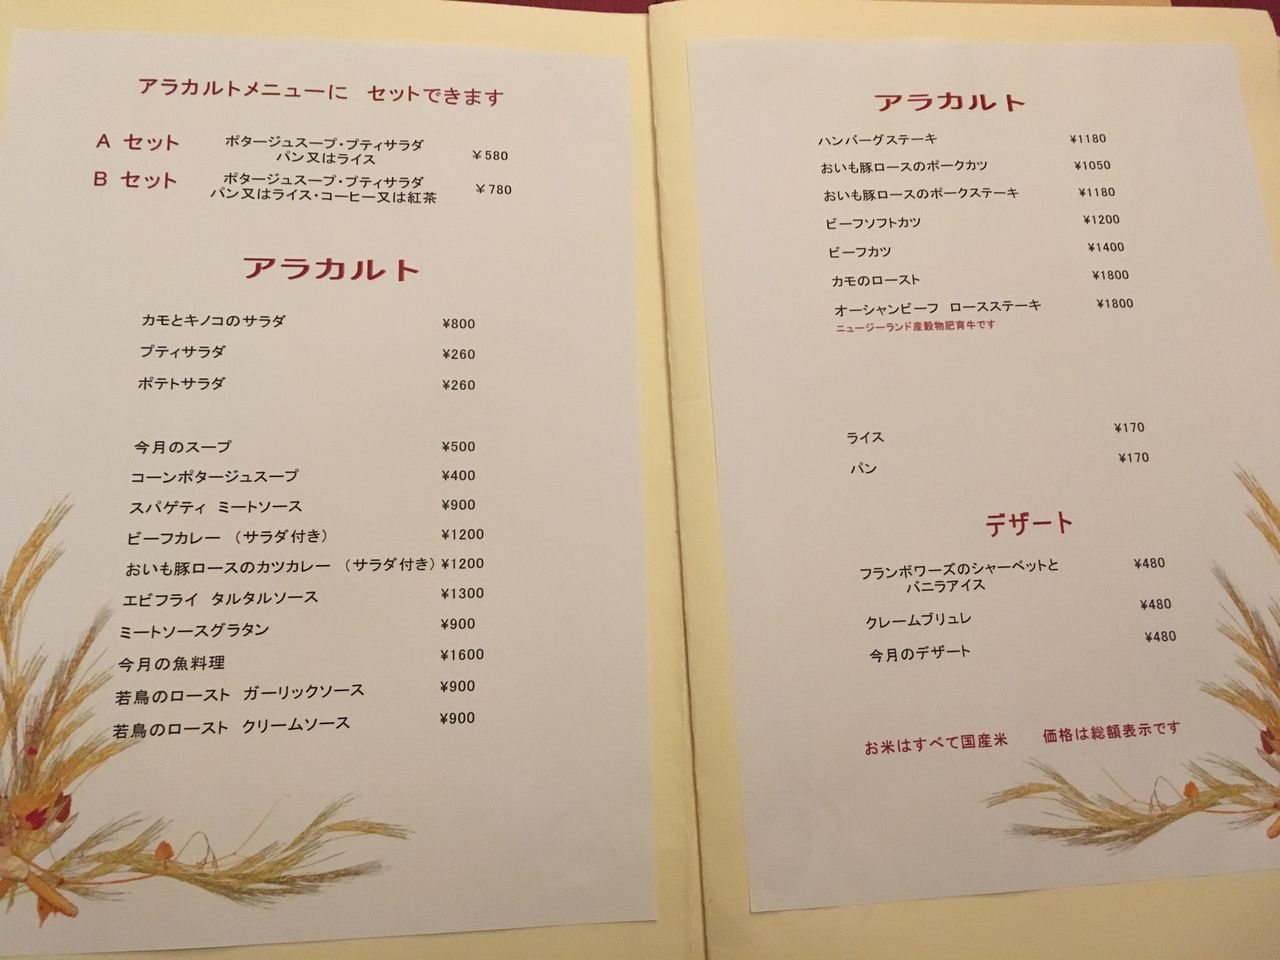 アラカルトメニューに セットできます
A セット ポタージュスープ・プティサラダ
パン又はライス ¥580
B セット ポタージュスープ・プティサラダ
パン又はライス・コーヒー又は紅茶 ¥780
アラカルト
カモとキノコのサラダ ¥800
プティサラダ ¥260
ポテトサラダ ¥260
今月のスープ ¥500
コーンポタージュスープ ¥400
スパゲティ ミートソース ¥900
ビーフカレー （サラダ付き） ¥1200
おいも豚ロースのカツカレー （サラダ付き） ¥1200
エビフライ タルタルソース ¥1300
ミートソースグラタン ¥900
今月の魚料理 ¥1600
若鳥のロースト ガーリックソース ¥900
若鳥のロースト クリームソース ¥900
アラカルト
ハンバーグステーキ ¥1180
おいも豚ロースのポークカツ ¥1050
おいも豚ロースのポークステーキ ¥1180
ビーフソフトカツ ¥1200
ビーフカツ ¥1400
カモのロースト ¥1800
オーシャンビーフ ロースステーキ ¥1800
ニュージーランド産穀物肥育牛です
ライス ¥170
パン ¥170
デザート
フランボワーズのシャーベットと ¥480
バニラアイス
クレームブリュレ ¥480
今月のデザート ¥480
お米はすべて国産米 価格は総額表示です